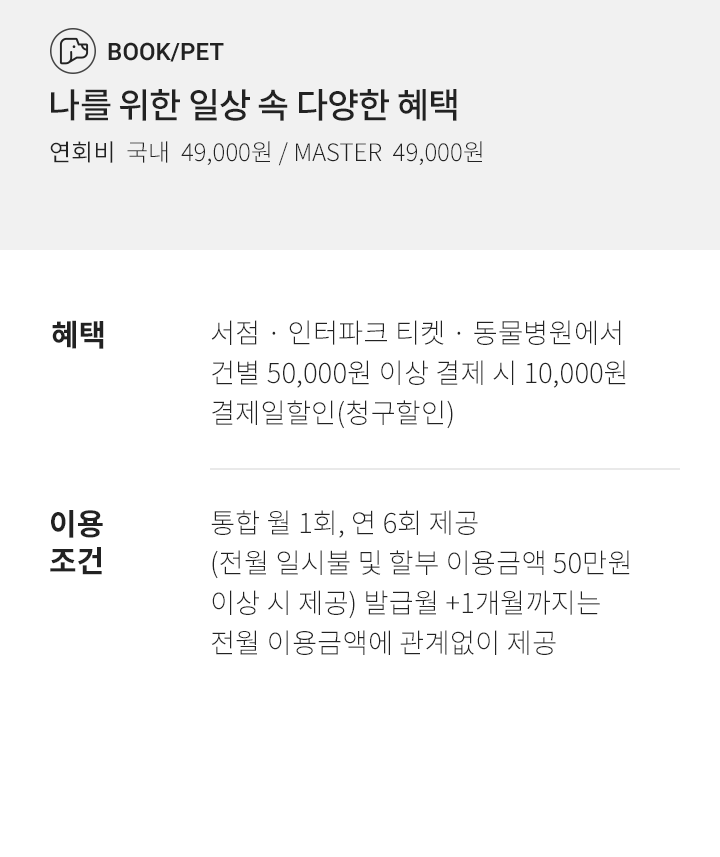 BOOK/PET
나를 위한 일상 속 다양한 혜택
연회비 국내 49,000원 / MASTER 49,000원
혜택
서점 · 인터파크 티켓 · 동물병원에서
건별 50,000원 이상 결제 시 10,000원
결제일할인(청구할인)
이용
조건
통합 월 1회, 연 6회 제공
(전월 일시불 및 할부 이용금액 50만원
이상 시 제공) 발급월 +1개월까지는
전월 이용금액에 관계없이 제공